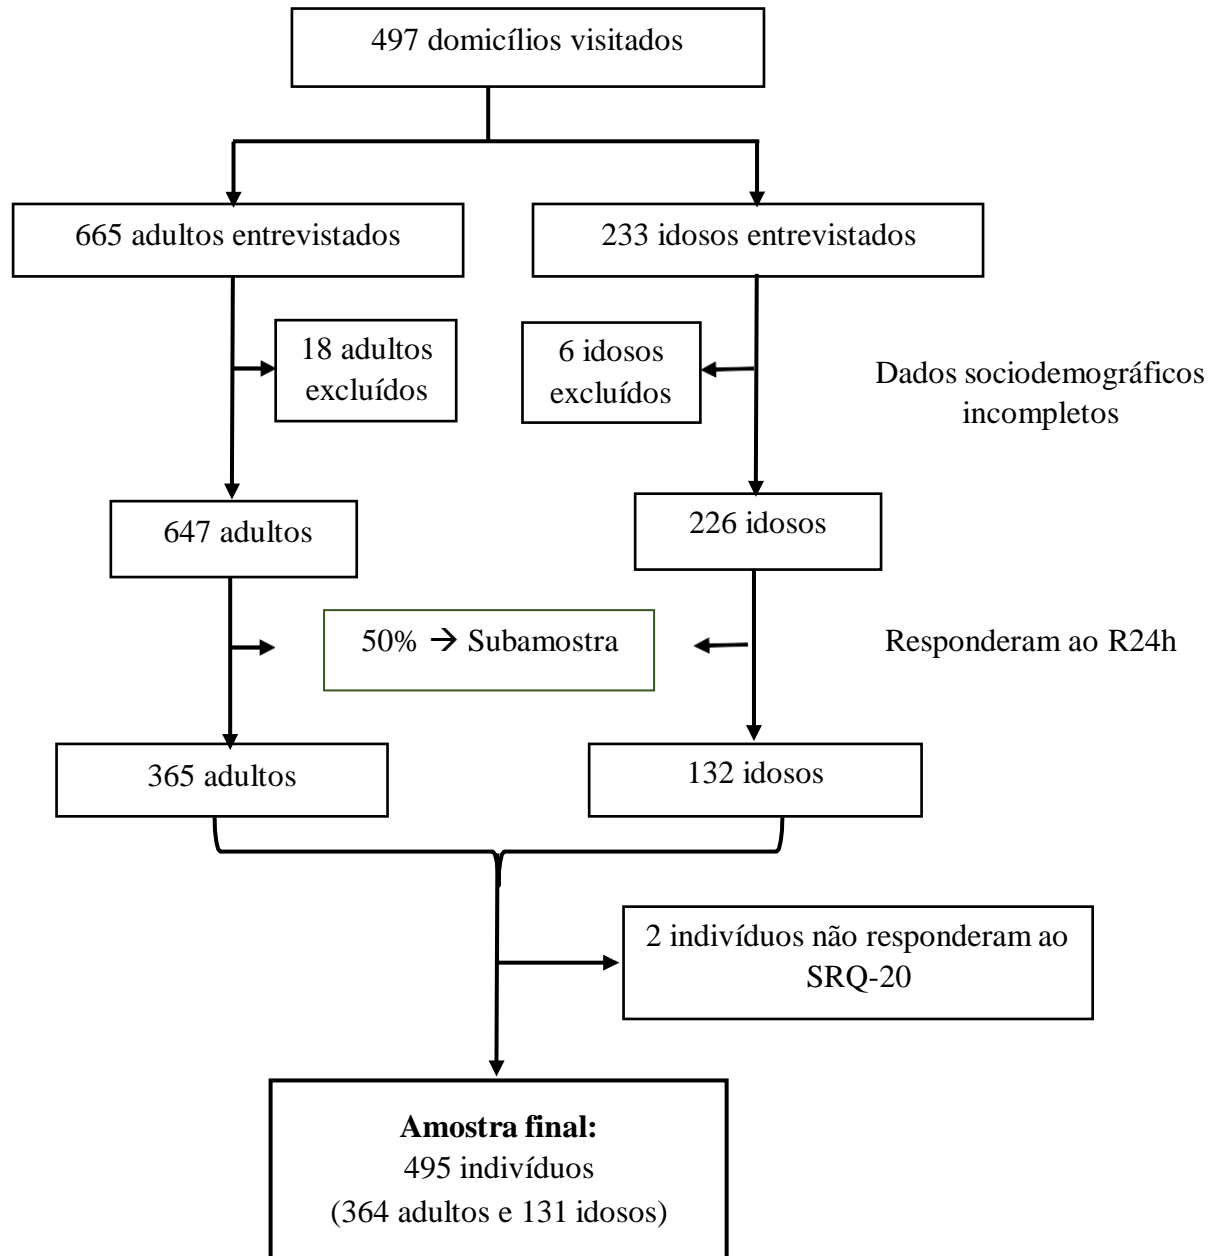 497 domicílios visitados
665 adultos entrevistados
233 idosos entrevistados
18 adultos
excluídos
6 idosos
excluídos
Dados sociodemográficos
incompletos
647 adultos
226 idosos
50% → Subamostra
Responderam ao R24h
365 adultos
132 idosos
2 indivíduos não responderam ao
SRQ-20
Amostra final:
495 indivíduos
(364 adultos e 131 idosos)